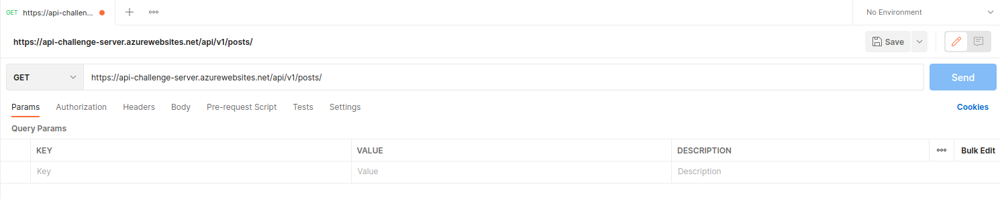 GET https://api-challen... No Environment
https://api-challenge-server.azurewebsites.net/api/v1/posts/ Save
GET https://api-challenge-server.azurewebsites.net/api/v1/posts/ Send
Params Authorization Headers Body Pre-request Script Tests Settings Cookies
Query Params
KEY VALUE DESCRIPTION Bulk Edit
Key Value Description